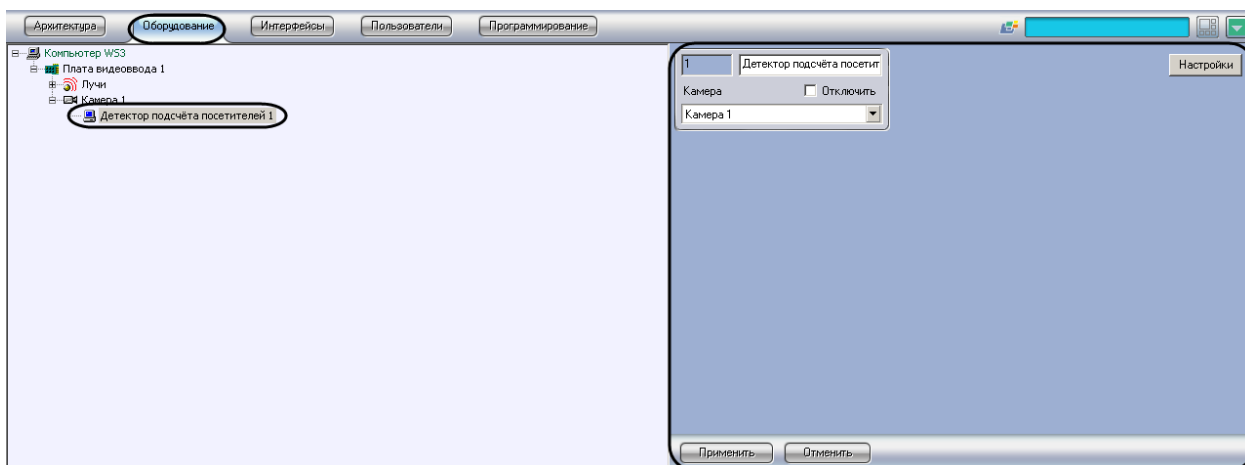 Архитектура Оборудование Интерфейсы Пользователи Программирование
Компьютер WS3
Плата видеоввода 1
Лучи
Камера 1
Детектор подсчёта посетителей 1
1 Детектор подсчёта посетит Настройки
Камера Отключить
Камера 1
Применить Отменить